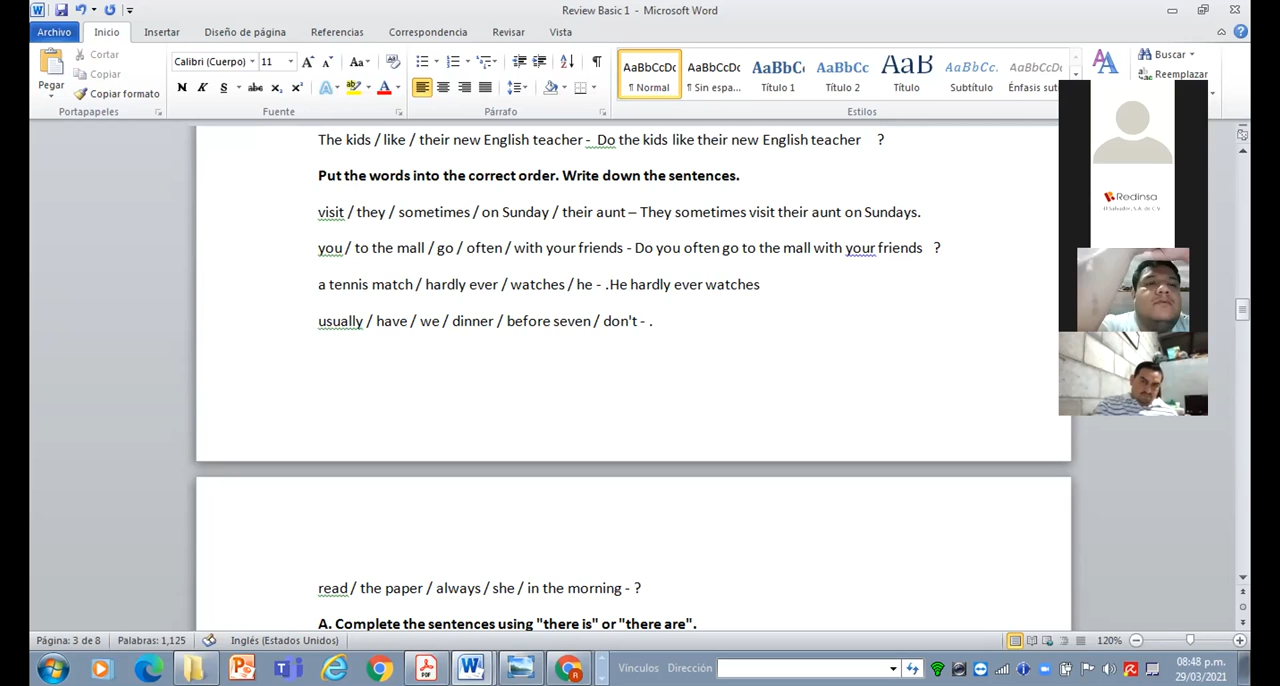 Review Basic 1 - Microsoft Word
Archivo Inicio Insertar Diseño de página Referencias Correspondencia Revisar Vista
Pegar
Cortar
Copiar
Copiar formato
Portapapeles
Calibri (Cuerpo) 11
Fuente
Párrafo
AaBbCcDc
¶ Normal
AaBbCcDc
¶ Sin espa...
AaBbC
Título 1
AaBbCc
Título 2
AaB
Título
AaBbCc.
Subtítulo
AaBbCcDc
Énfasis sut
Estilos
Buscar
Reemplazar
Redinsa
The kids / like / their new English teacher - Do the kids like their new English teacher ?
Put the words into the correct order. Write down the sentences.
visit / they / sometimes / on Sunday / their aunt – They sometimes visit their aunt on Sundays.
you / to the mall / go / often / with your friends - Do you often go to the mall with your friends ?
a tennis match / hardly ever / watches / he - .He hardly ever watches
usually / have / we / dinner / before seven / don't - .
read / the paper / always / she / in the morning - ?
A. Complete the sentences using "there is" or "there are".
Página: 3 de 8 Palabras: 1,125 Inglés (Estados Unidos) 120%
Vínculos Dirección
08:48 p.m.
29/03/2021